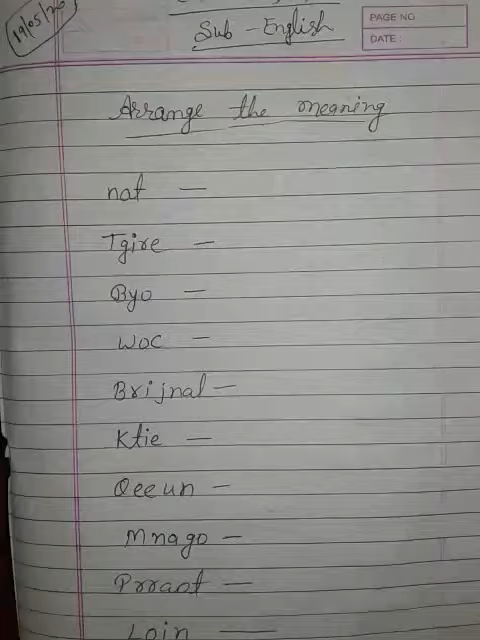 19/05/20
Sub - English
PAGE NO
DATE :
Arrange the meaning
nat —
Tgire —
Byo —
woc —
Brijnal —
Ktie —
Qeeun —
Mnago —
Prraot —
Loin —